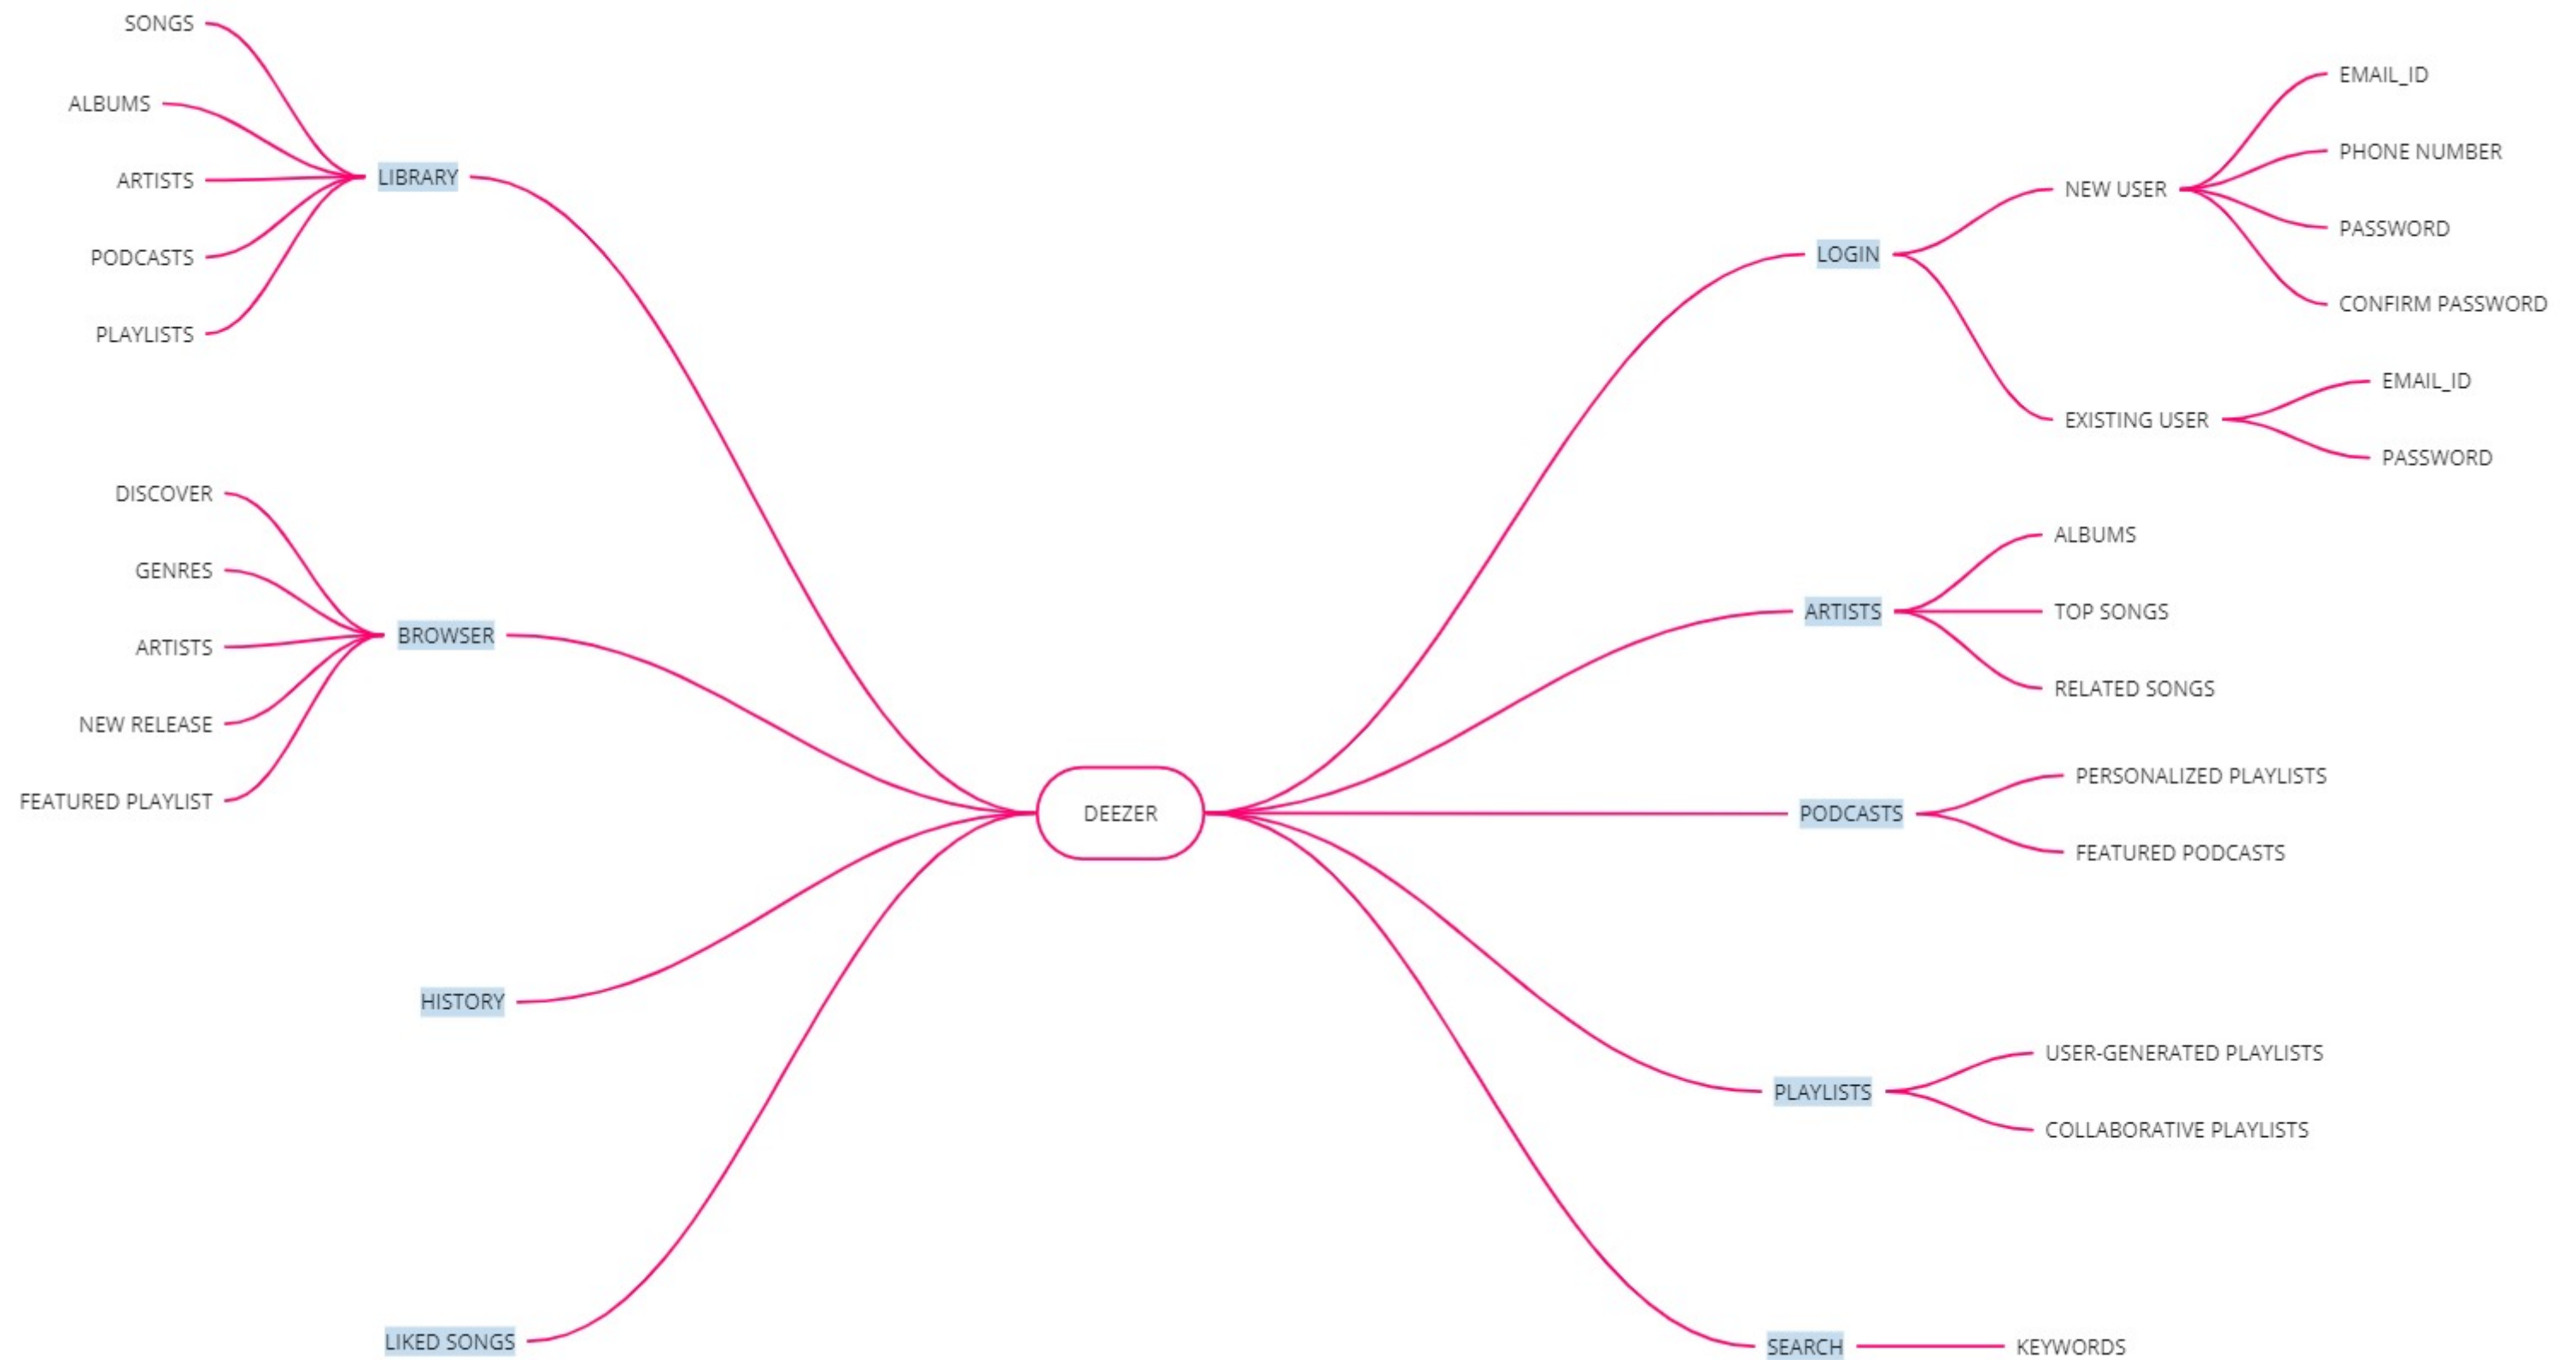 SONGS
ALBUMS
ARTISTS
PODCASTS
PLAYLISTS
LIBRARY
DISCOVER
GENRES
ARTISTS
NEW RELEASE
FEATURED PLAYLIST
BROWSER
HISTORY
LIKED SONGS
DEEZER
LOGIN
NEW USER
EMAIL_ID
PHONE NUMBER
PASSWORD
CONFIRM PASSWORD
EXISTING USER
EMAIL_ID
PASSWORD
ARTISTS
ALBUMS
TOP SONGS
RELATED SONGS
PODCASTS
PERSONALIZED PLAYLISTS
FEATURED PODCASTS
PLAYLISTS
USER-GENERATED PLAYLISTS
COLLABORATIVE PLAYLISTS
SEARCH
KEYWORDS